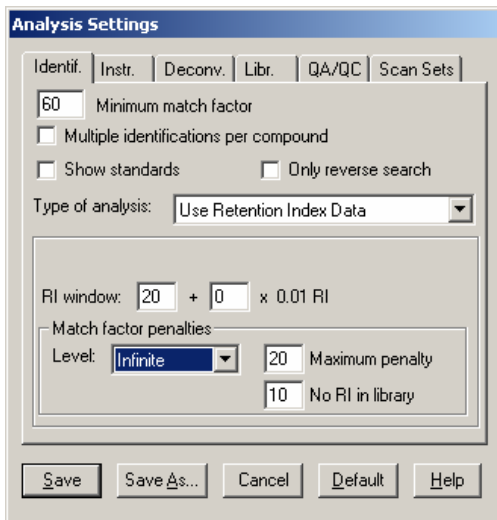 Analysis Settings
Identif. Instr. Deconv. Libr. QA/QC Scan Sets
60 Minimum match factor
Multiple identifications per compound
Show standards Only reverse search
Type of analysis: Use Retention Index Data
RI window: 20 + 0 x 0.01 RI
Match factor penalties
Level: Infinite 20 Maximum penalty
10 No RI in library
Save Save As... Cancel Default Help